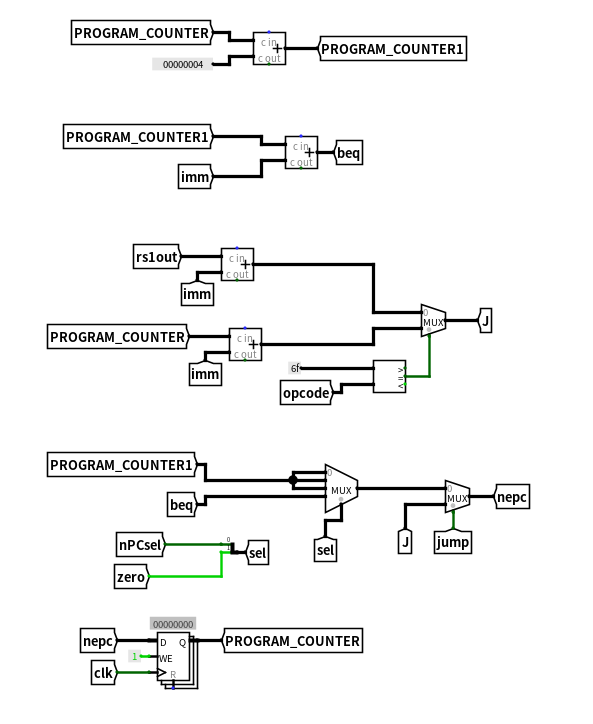 PROGRAM_COUNTER
c in
+
c out
PROGRAM_COUNTER1
00000004
PROGRAM_COUNTER1
c in
+
c out
beq
imm
rs1out
c in
+
c out
imm
0
MUX
J
PROGRAM_COUNTER
c in
+
c out
imm
6f
opcode
>
=
<
PROGRAM_COUNTER1
0
MUX
0
MUX
nepc
beq
nPCsel
0
1
sel
sel
J
jump
zero
00000000
nepc
D Q
PROGRAM_COUNTER
1
WE
clk
R